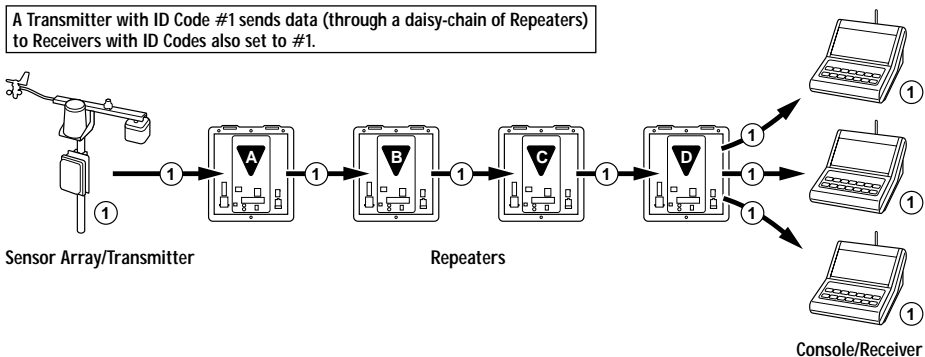 A Transmitter with ID Code #1 sends data (through a daisy-chain of Repeaters)
to Receivers with ID Codes also set to #1.
1
1
A
1
B
1
C
1
D
1
1
1
1
1
1
Sensor Array/Transmitter
Repeaters
Console/Receiver